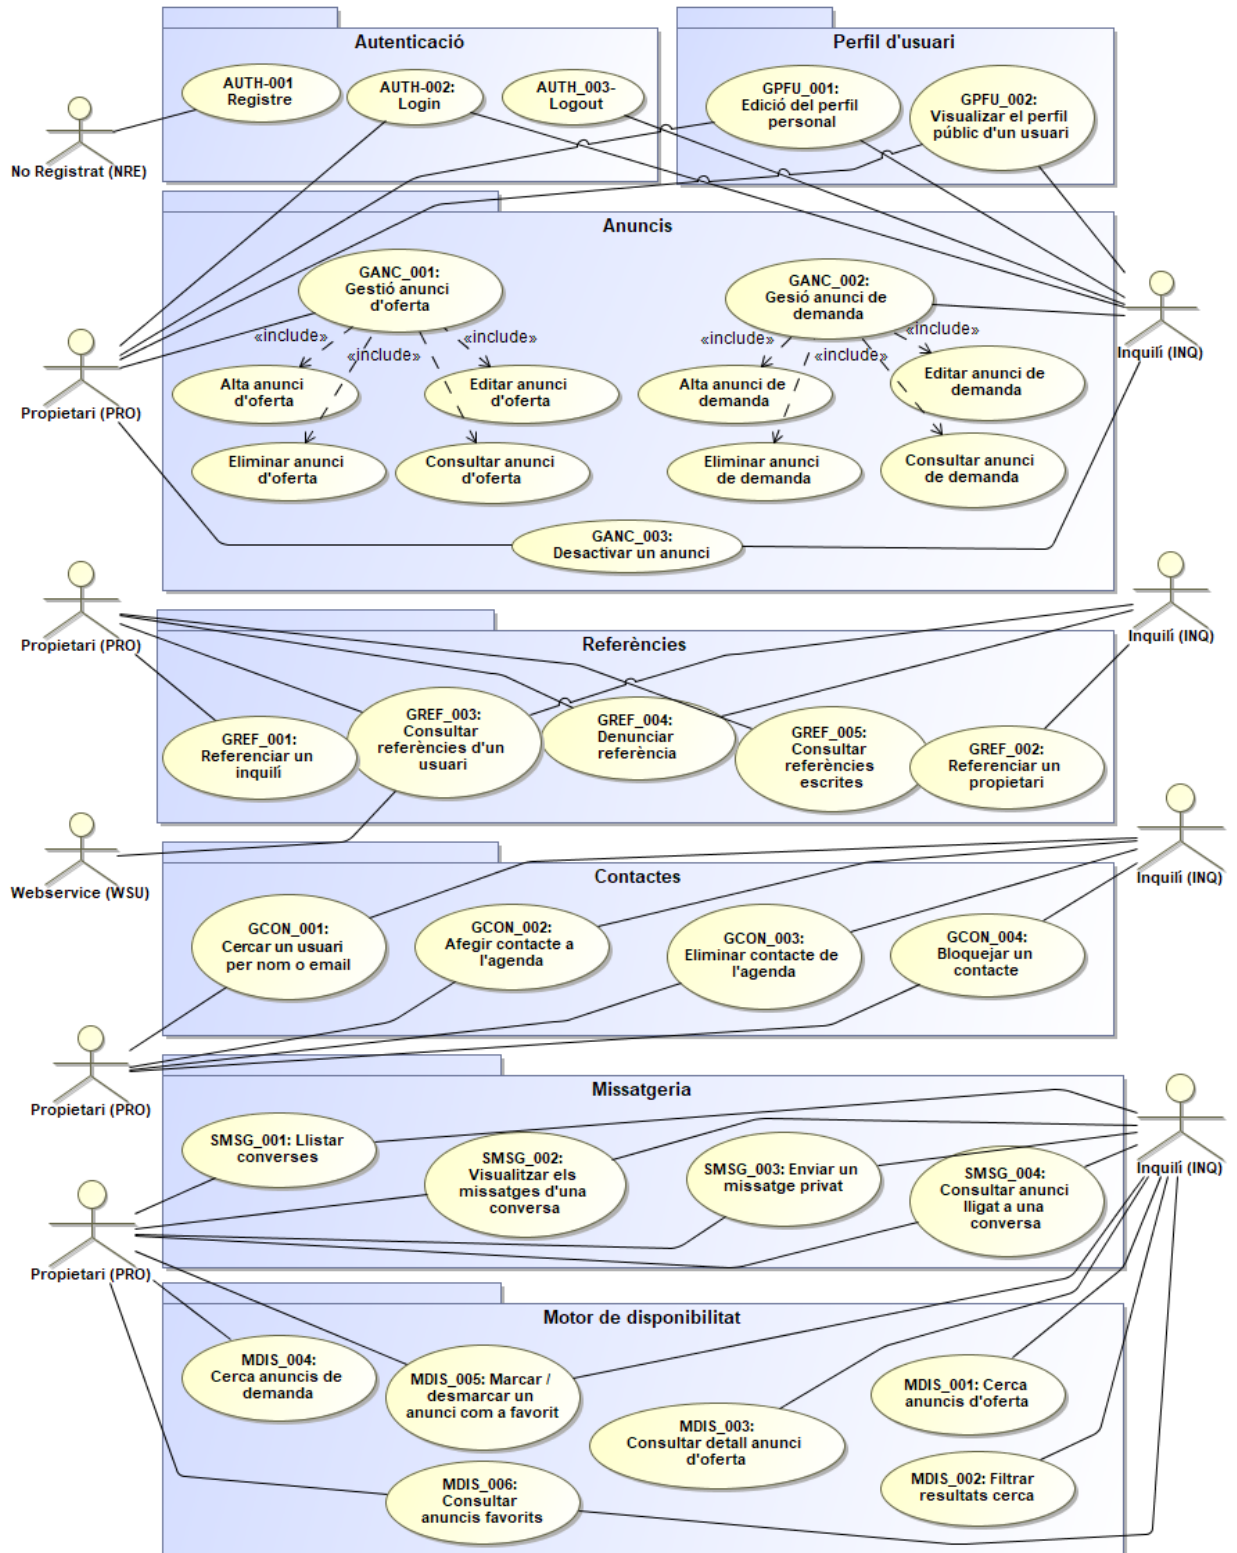 Autenticació
AUTH-001
Registre
AUTH-002:
Login
AUTH_003-
Logout
Perfil d'usuari
GPFU_001:
Edició del perfil
personal
GPFU_002:
Visualizar el perfil
públic d'un usuari
No Registrat (NRE)
Anuncis
GANC_001:
Gestió anunci
d'oferta
GANC_002:
Gesió anunci de
demanda
«include»
«include»
«include»
«include»
«include»
«include»
Alta anunci
d'oferta
Editar anunci
d'oferta
Alta anunci de
demanda
Editar anunci de
demanda
Eliminar anunci
d'oferta
Consultar anunci
d'oferta
Eliminar anunci
de demanda
Consultar anunci
de demanda
GANC_003:
Desactivar un anunci
Propietari (PRO)
Inquilí (INQ)
Propietari (PRO)
Inquilí (INQ)
Referències
GREF_001:
Referenciar un
inquilí
GREF_003:
Consultar
referències d'un
usuari
GREF_004:
Denunciar
referència
GREF_005:
Consultar
referències
escrites
GREF_002:
Referenciar un
propietari
Webservice (WSU)
Inquilí (INQ)
Contactes
GCON_001:
Cercar un usuari
per nom o email
GCON_002:
Afegir contacte a
l'agenda
GCON_003:
Eliminar contacte de
l'agenda
GCON_004:
Bloquejar un
contacte
Propietari (PRO)
Missatgeria
SMSG_001: Llistar
converses
SMSG_002:
Visualitzar els
missatges d'una
conversa
SMSG_003: Enviar un
missatge privat
SMSG_004:
Consultar anunci
lligat a una
conversa
Inquilí (INQ)
Propietari (PRO)
Motor de disponibilitat
MDIS_004:
Cerca anuncis de
demanda
MDIS_005: Marcar /
desmarcar un
anunci com a favorit
MDIS_003:
Consultar detall anunci
d'oferta
MDIS_001: Cerca
anuncis d'oferta
MDIS_006:
Consultar
anuncis favorits
MDIS_002: Filtrar
resultats cerca